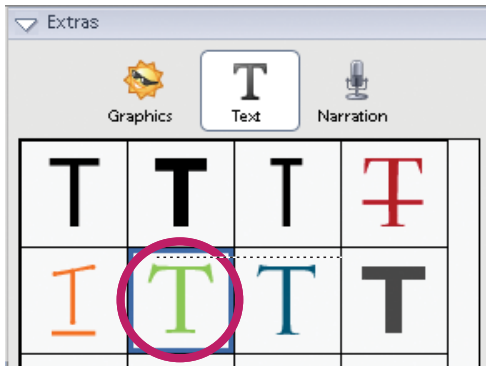 Extras
T
Graphics Text Narration
T T T T
T T T T